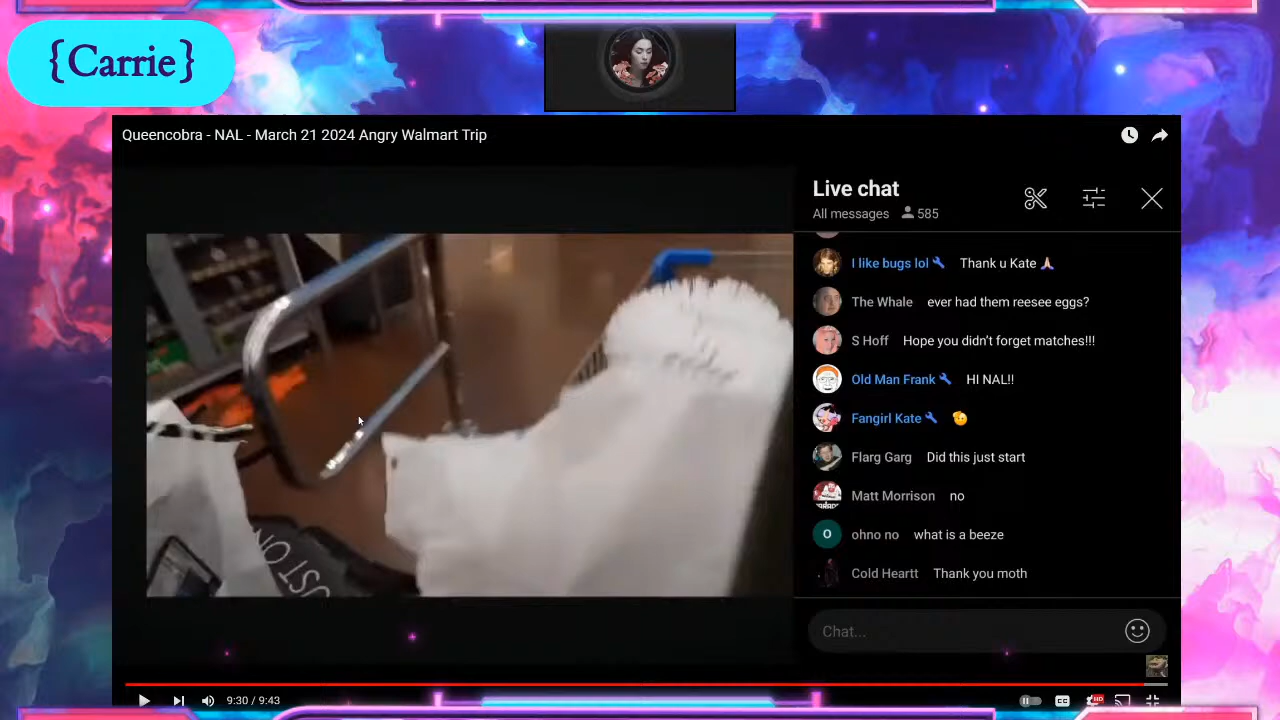 {Carrie}
Queencobra - NAL - March 21 2024 Angry Walmart Trip
Live chat
All messages 585
I like bugs lol Thank u Kate 🙏
The Whale ever had them reesee eggs?
S Hoff Hope you didn't forget matches!!!
Old Man Frank HI NAL!!
Fangirl Kate 🫡
Flarg Garg Did this just start
Matt Morrison no
O ohno no what is a beeze
Cold Heartt Thank you moth
Chat...
9:30 / 9:43
CC
HD